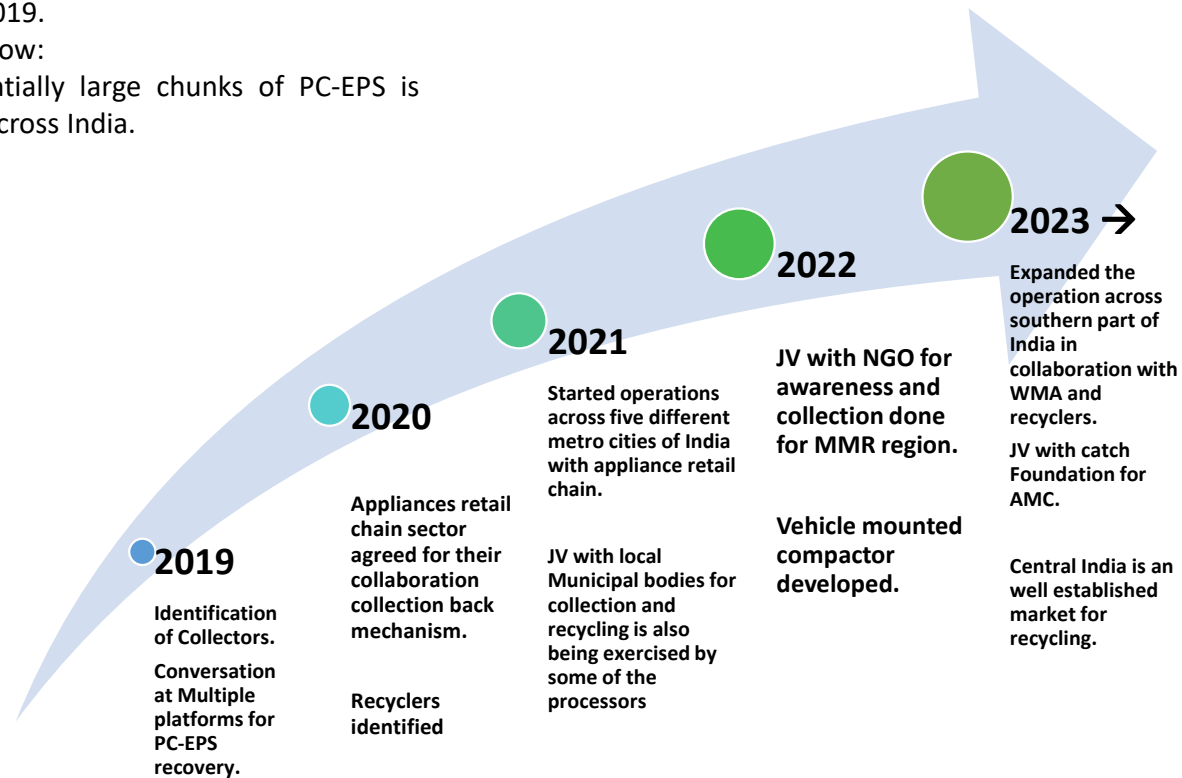 019.
ow:
ntially large chunks of PC-EPS is
cross India.
2019
Identification
of Collectors.
Conversation
at Multiple
platforms for
PC-EPS
recovery.
2020
Appliances retail
chain sector
agreed for their
collaboration
collection back
mechanism.
Recyclers
identified
2021
Started operations
across five different
metro cities of India
with appliance retail
chain.
JV with local
Municipal bodies for
collection and
recycling is also
being exercised by
some of the
processors
2022
JV with NGO for
awareness and
collection done
for MMR region.
Vehicle mounted
compactor
developed.
2023 →
Expanded the
operation across
southern part of
India in
collaboration with
WMA and
recyclers.
JV with catch
Foundation for
AMC.
Central India is an
well established
market for
recycling.